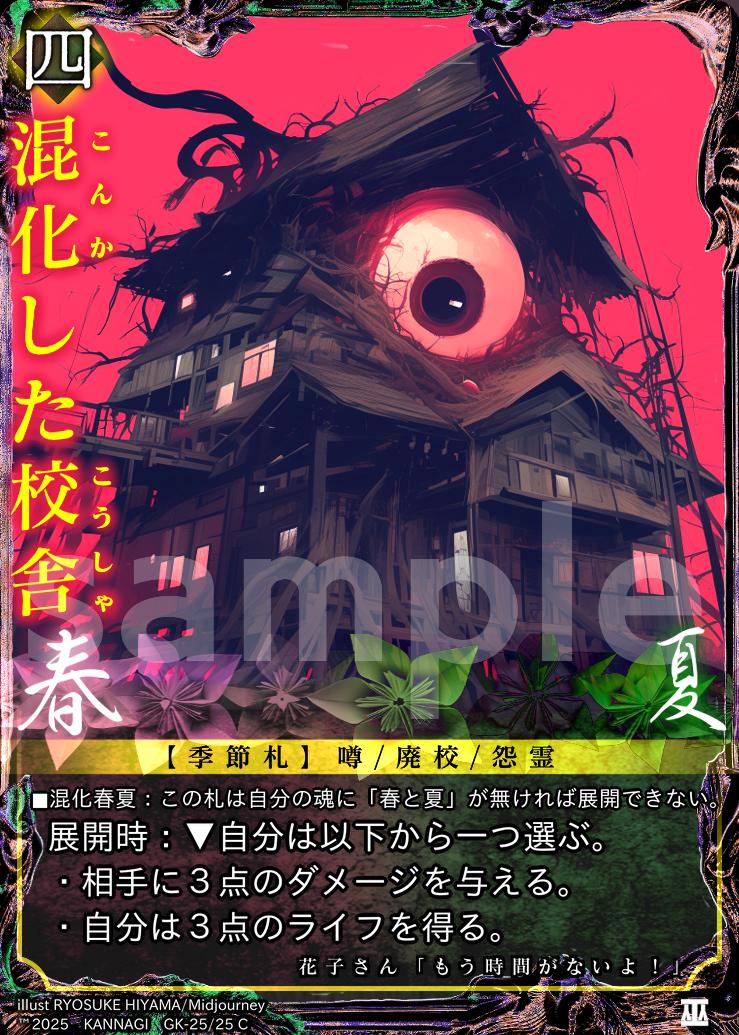 四
混化した校舎
こんか
こうしゃ
sample
春
夏
【季節札】 噂/廃校/怨霊
■混化春夏：この札は自分の魂に「春と夏」が無ければ展開できない。
展開時：▼自分は以下から一つ選ぶ。
・相手に３点のダメージを与える。
・自分は３点のライフを得る。
花子さん「もう時間がないよ！」
illust RYOSUKE HIYAMA/Midjourney
™ 2025 KANNAGI GK-25/25 C